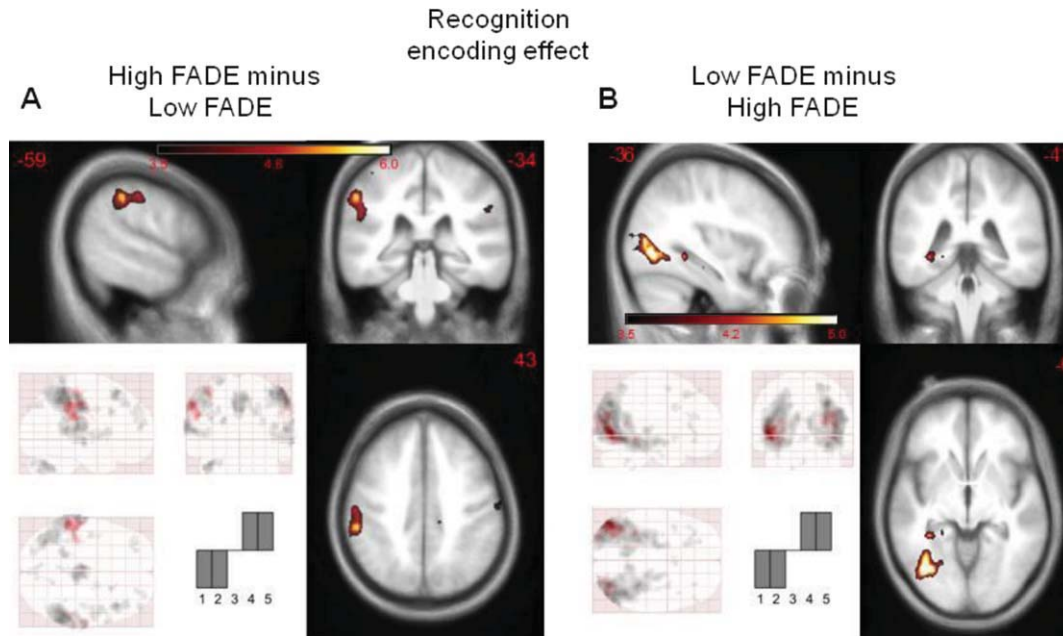 Recognition
encoding effect
High FADE minus
Low FADE
A
-59
3.5 4.8 6.0
-34
43
1 2 3 4 5
Low FADE minus
High FADE
B
-36
3.5 4.2 5.0
1 2 3 4 5